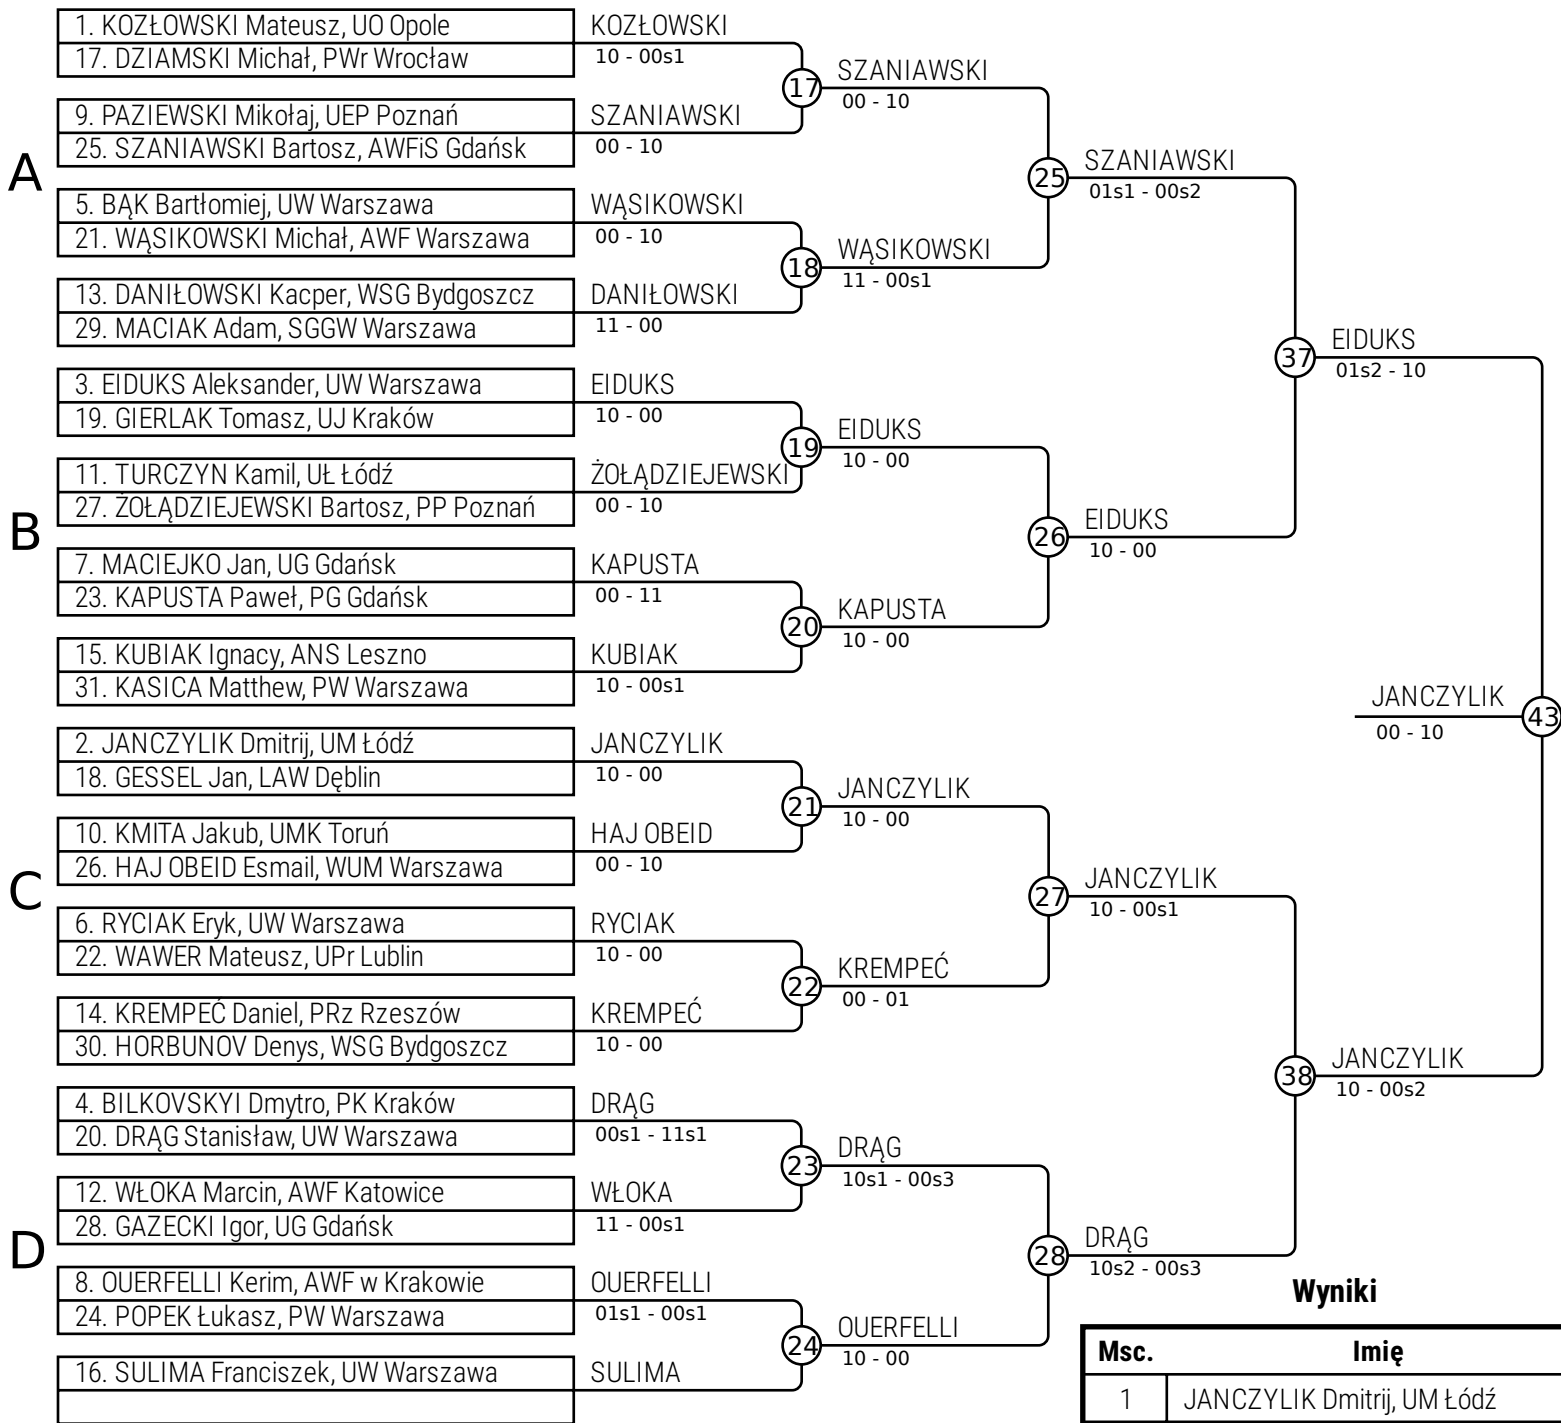 A
1. KOZŁOWSKI Mateusz, UO Opole
17. DZIAMSKI Michał, PWr Wrocław
9. PAZIEWSKI Mikołaj, UEP Poznań
25. SZANIAWSKI Bartosz, AWFiS Gdańsk
5. BĄK Bartłomiej, UW Warszawa
21. WĄSIKOWSKI Michał, AWF Warszawa
13. DANIŁOWSKI Kacper, WSG Bydgoszcz
29. MACIAK Adam, SGGW Warszawa
B
3. EIDUKS Aleksander, UW Warszawa
19. GIERLAK Tomasz, UJ Kraków
11. TURCZYN Kamil, UŁ Łódź
27. ŻOŁĄDZIEJEWSKI Bartosz, PP Poznań
7. MACIEJKO Jan, UG Gdańsk
23. KAPUSTA Paweł, PG Gdańsk
15. KUBIAK Ignacy, ANS Leszno
31. KASICA Matthew, PW Warszawa
C
2. JANCZYLIK Dmitrij, UM Łódź
18. GESSEL Jan, LAW Dęblin
10. KMITA Jakub, UMK Toruń
26. HAJ OBEID Esmail, WUM Warszawa
6. RYCIAK Eryk, UW Warszawa
22. WAWER Mateusz, UPr Lublin
14. KREMPEĆ Daniel, PRz Rzeszów
30. HORBUNOV Denys, WSG Bydgoszcz
D
4. BILKOVSKYI Dmytro, PK Kraków
20. DRĄG Stanisław, UW Warszawa
12. WŁOKA Marcin, AWF Katowice
28. GAZECKI Igor, UG Gdańsk
8. OUERFELLI Kerim, AWF w Krakowie
24. POPEK Łukasz, PW Warszawa
16. SULIMA Franciszek, UW Warszawa
KOZŁOWSKI
10 - 00s1
SZANIAWSKI
00 - 10
WĄSIKOWSKI
00 - 10
DANIŁOWSKI
11 - 00
EIDUKS
10 - 00
ŻOŁĄDZIEJEWSKI
00 - 10
KAPUSTA
00 - 11
KUBIAK
10 - 00s1
JANCZYLIK
10 - 00
HAJ OBEID
00 - 10
RYCIAK
10 - 00
KREMPEĆ
10 - 00
DRĄG
00s1 - 11s1
WŁOKA
11 - 00s1
OUERFELLI
01s1 - 00s1
SULIMA
17
SZANIAWSKI
00 - 10
18
WĄSIKOWSKI
11 - 00s1
19
EIDUKS
10 - 00
20
KAPUSTA
10 - 00
21
JANCZYLIK
10 - 00
22
KREMPEĆ
00 - 01
23
DRĄG
10s1 - 00s3
24
OUERFELLI
10 - 00
25
SZANIAWSKI
01s1 - 00s2
26
EIDUKS
10 - 00
27
JANCZYLIK
10 - 00s1
28
DRĄG
10s2 - 00s3
37
EIDUKS
01s2 - 10
38
JANCZYLIK
10 - 00s2
JANCZYLIK
00 - 10
43
Wyniki
Msc. Imię
1 JANCZYLIK Dmitrij, UM Łódź